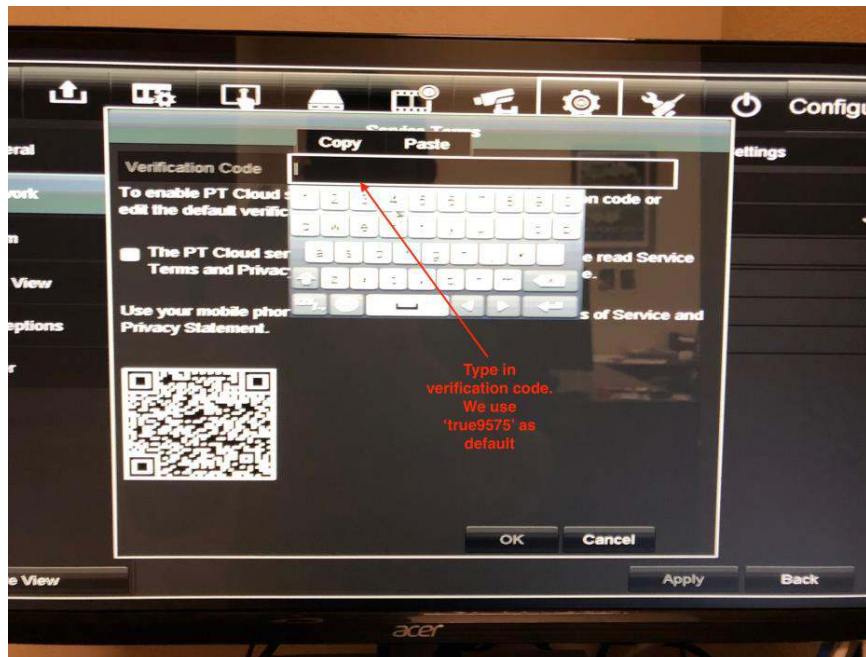 Configu
Service Terms
eral
Copy Paste
ettings
Verification Code
work
To enable PT Cloud
n code or
edit the default verific
m
The PT Cloud ser
e read Service
Terms and Privac
e.
View
Use your mobile phor
s of Service and
Privacy Statement.
eptions
r
Type in
verification code.
We use
'true9575' as
default
OK Cancel
e View
Apply Back
acer